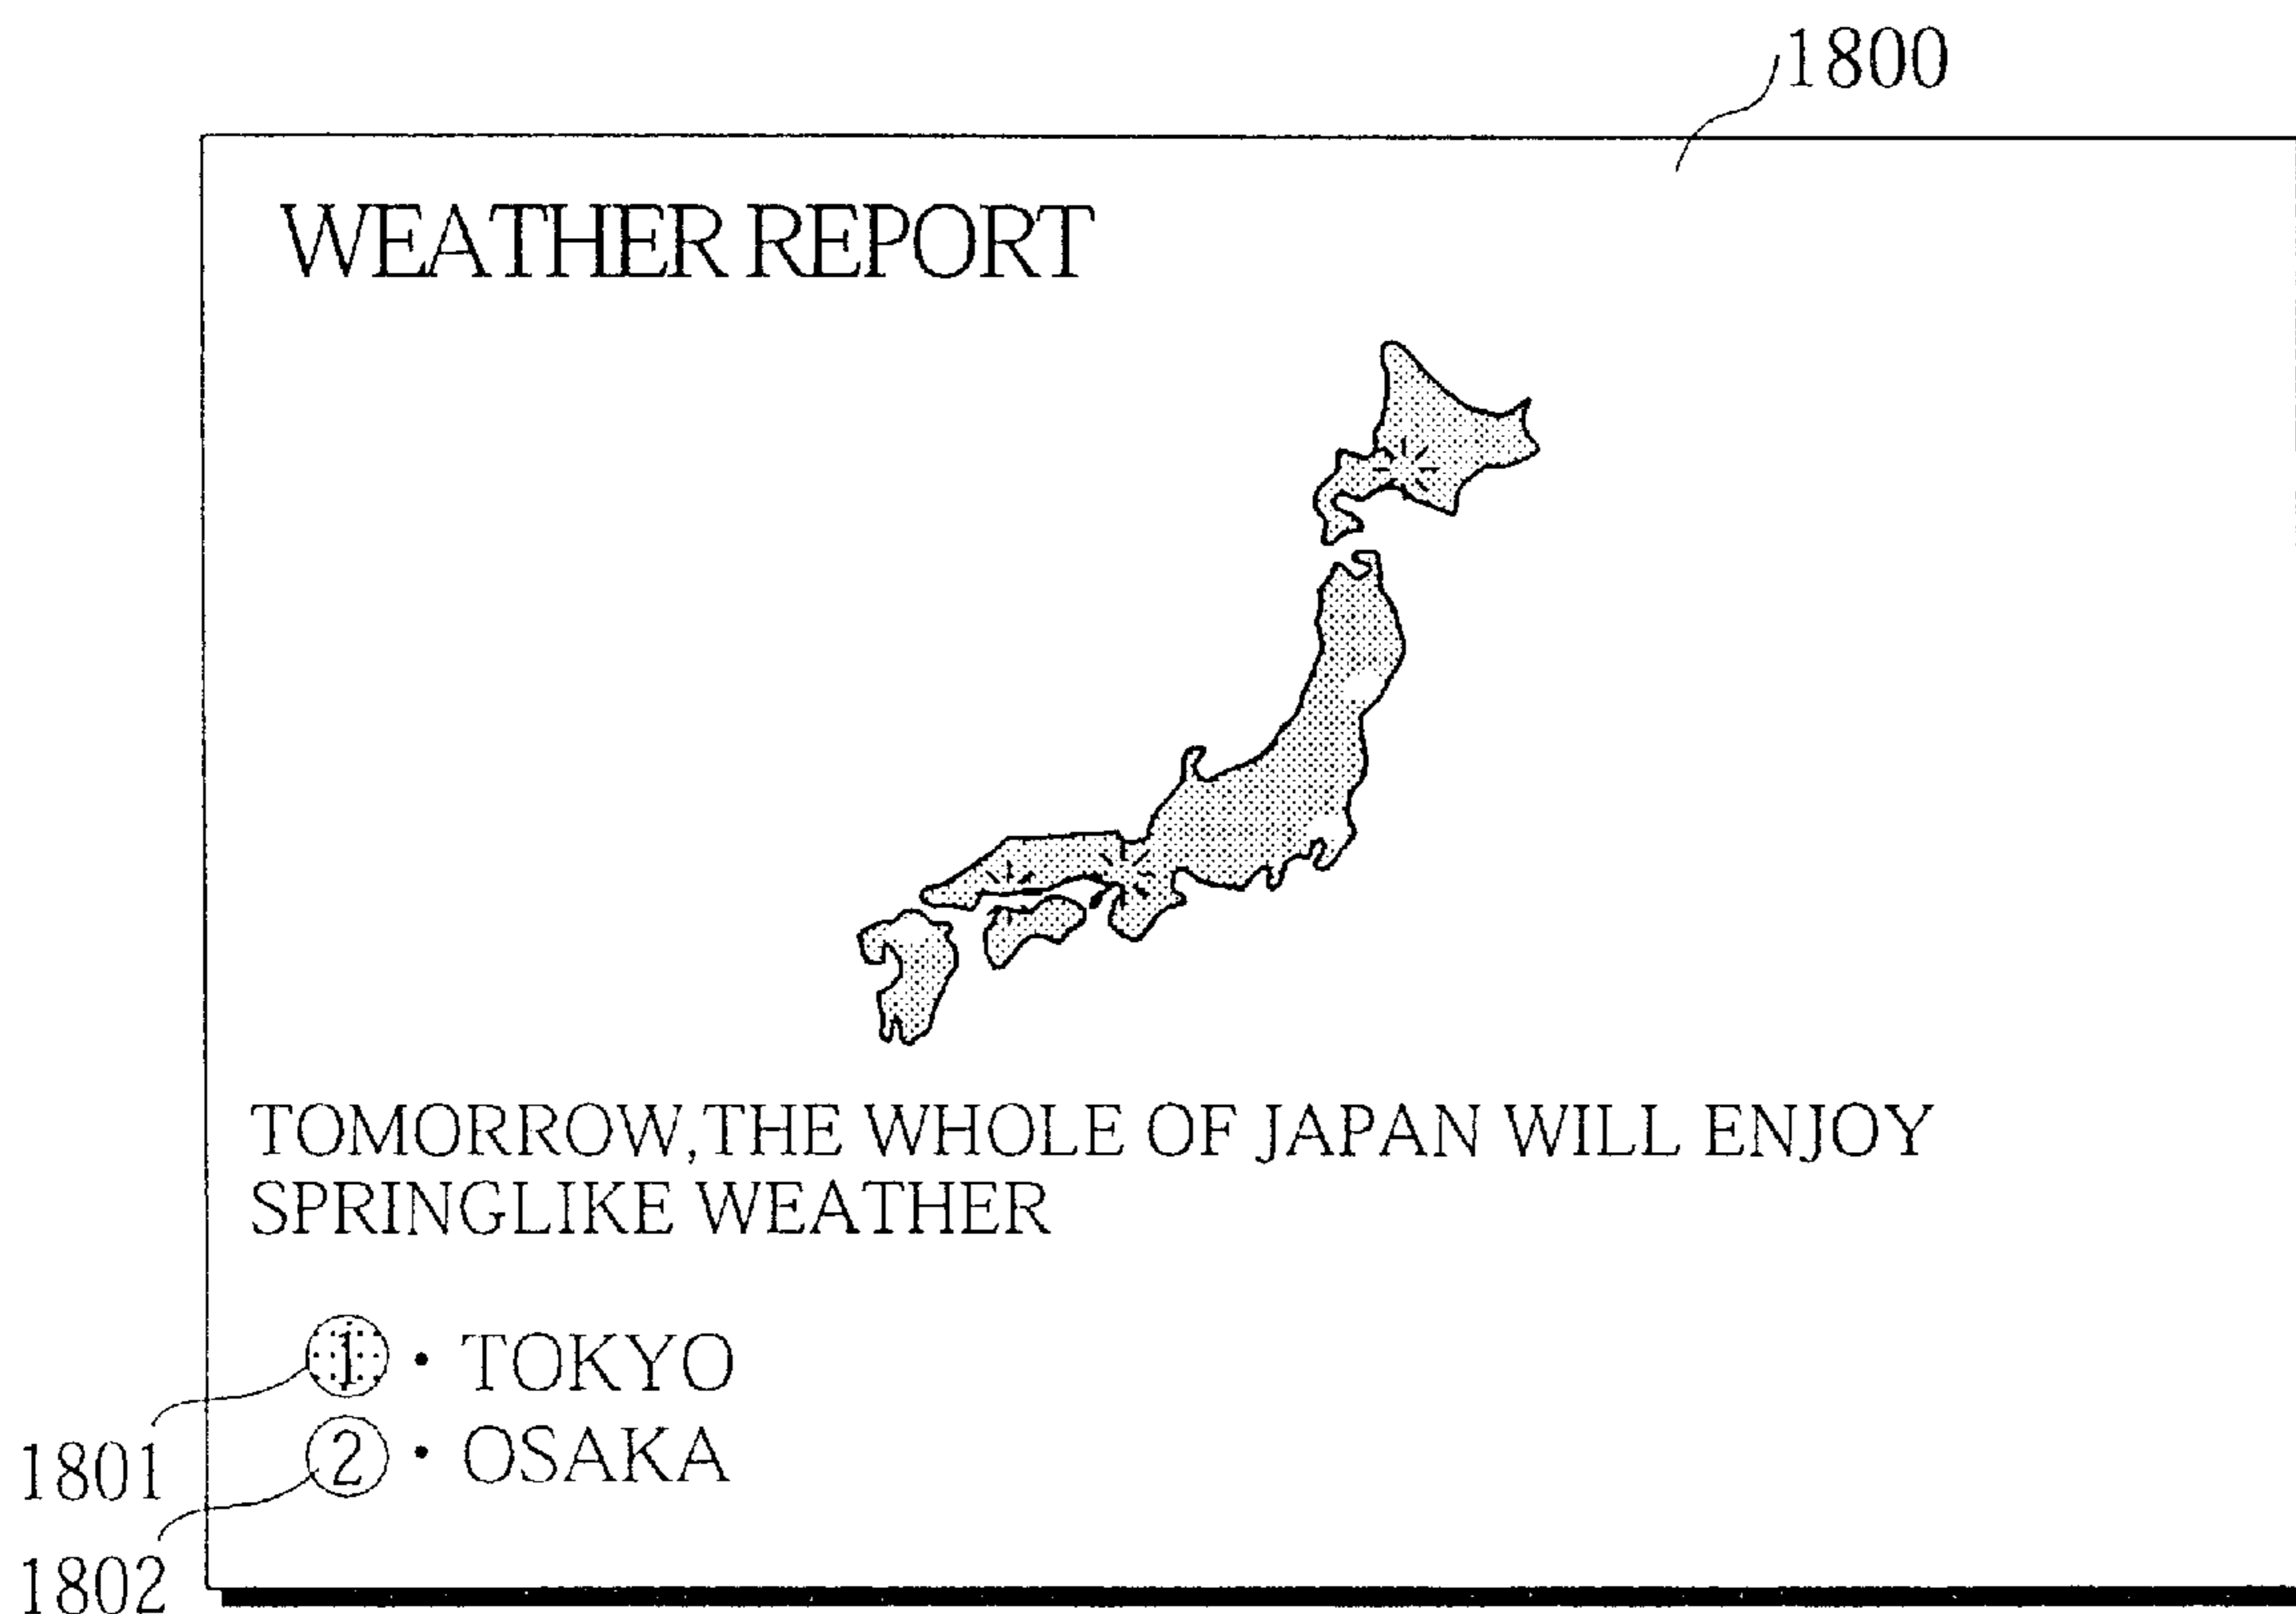 1800
WEATHER REPORT
TOMORROW,THE WHOLE OF JAPAN WILL ENJOY
SPRINGLIKE WEATHER
①・TOKYO
②・OSAKA
1801
1802